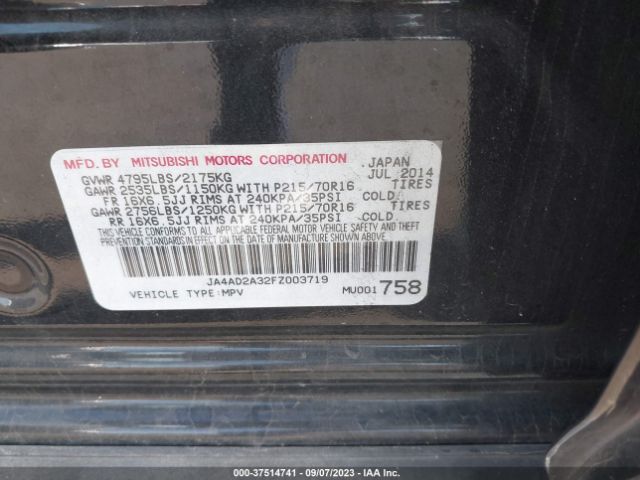 MFD. BY MITSUBISHI MOTORS CORPORATION JAPAN
GVWR 4795LBS/2175KG JUL 2014
GAWR 2535LBS/1150KG WITH P215/70R16 TIRES
FR 16X6.5JJ RIMS AT 240KPA/35PSI COLD.
GAWR 2756LBS/1250KG WITH P215/70R16 TIRES
RR 16X6.5JJ RIMS AT 240KPA/35PSI COLD.
THIS VEHICLE CONFORMS TO ALL APPLICABLE FEDERAL MOTOR VEHICLE SAFETY AND THEFT
PREVENTION STANDARDS IN EFFECT ON THE DATE OF MANUFACTURE SHOWN ABOVE.
JA4AD2A32FZ003719
VEHICLE TYPE:MPV MU001758
000-37514741 - 09/07/2023 - IAA Inc.